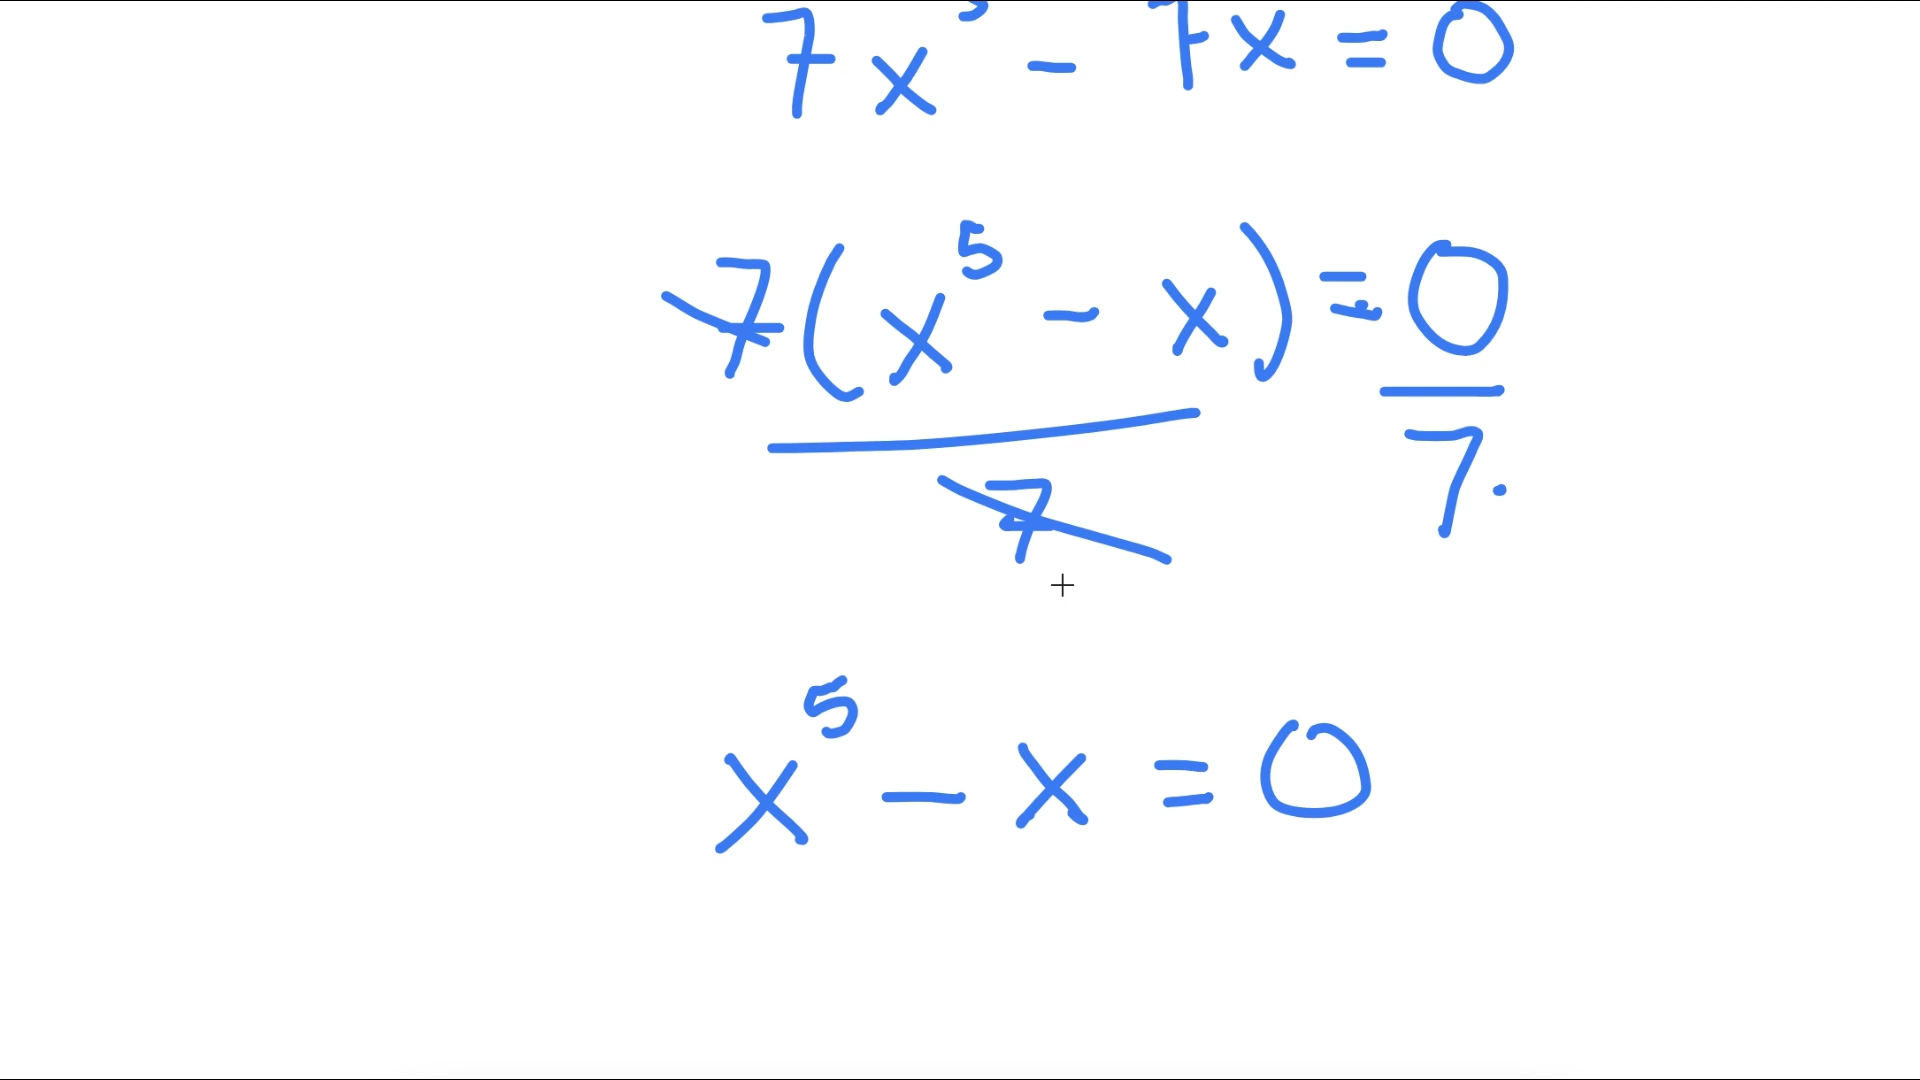 7x⁵ - 7x = 0
7(x⁵ - x) = 0
7 7.
x⁵ - x = 0